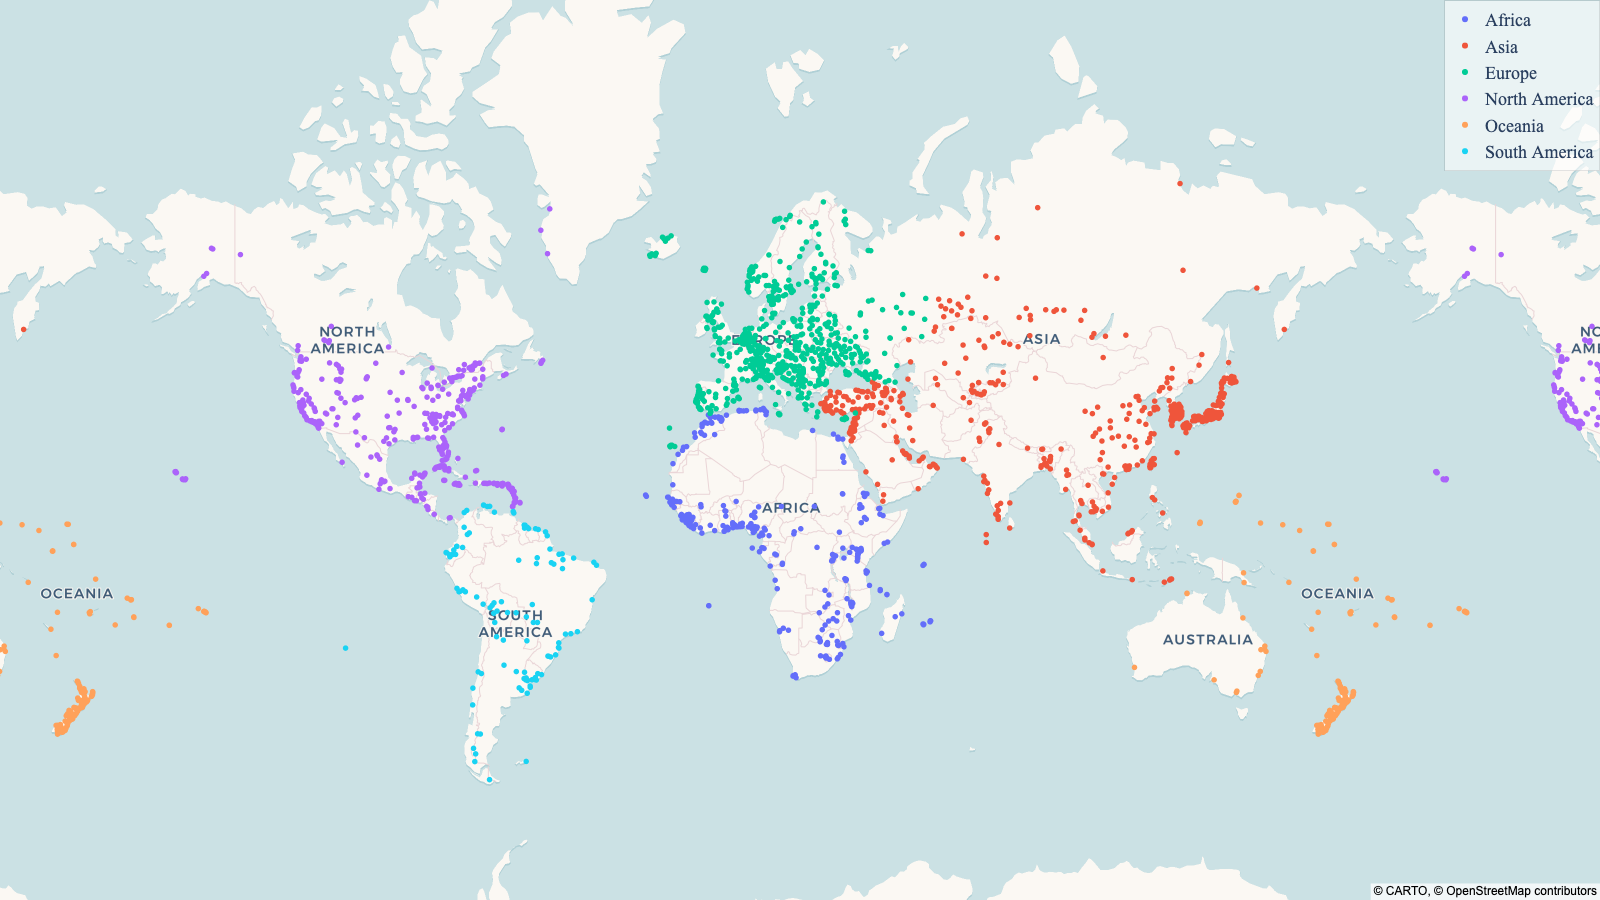 Africa
Asia
Europe
North America
Oceania
South America
NORTH
AMERICA
EUROPE
ASIA
NO
AME
AFRICA
OCEANIA
SOUTH
AMERICA
OCEANIA
AUSTRALIA
© CARTO, © OpenStreetMap contributors